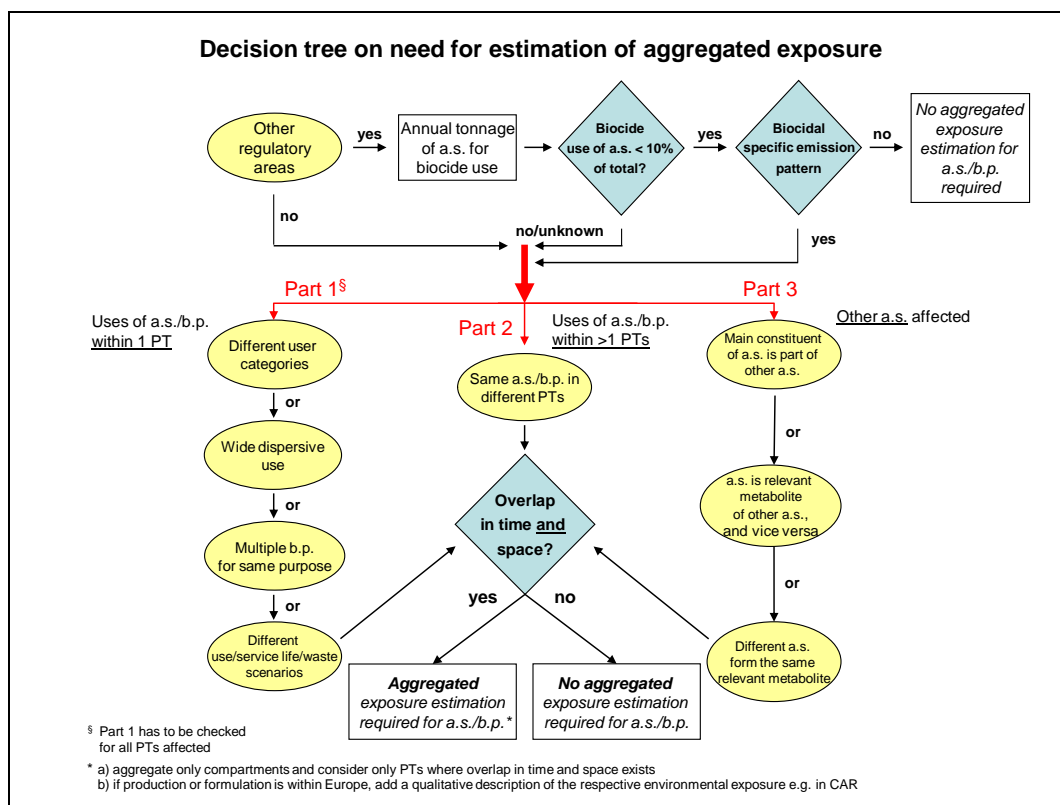 Decision tree on need for estimation of aggregated exposure
Other
regulatory
areas
yes
Annual tonnage
of a.s. for
biocide use
Biocide
use of a.s. < 10%
of total?
yes
Biocidal
specific emission
pattern
no
No aggregated
exposure
estimation for
a.s./b.p.
required
no
no/unknown
yes
Part 1§
Part 2
Part 3
Uses of a.s./b.p.
within 1 PT
Uses of a.s./b.p.
within >1 PTs
Other a.s. affected
Different user
categories
or
Wide dispersive
use
or
Multiple b.p.
for same purpose
or
Different
use/service life/waste
scenarios
Same a.s./b.p. in
different PTs
Overlap
in time and
space?
yes
no
Main constituent
of a.s. is part of
other a.s.
or
a.s. is relevant
metabolite
of other a.s.,
and vice versa
or
Different a.s.
form the same
relevant metabolite
Aggregated
exposure estimation
required for a.s./b.p.*
No aggregated
exposure estimation
required for a.s./b.p.
§ Part 1 has to be checked
for all PTs affected
* a) aggregate only compartments and consider only PTs where overlap in time and space exists
b) if production or formulation is within Europe, add a qualitative description of the respective environmental exposure e.g. in CAR